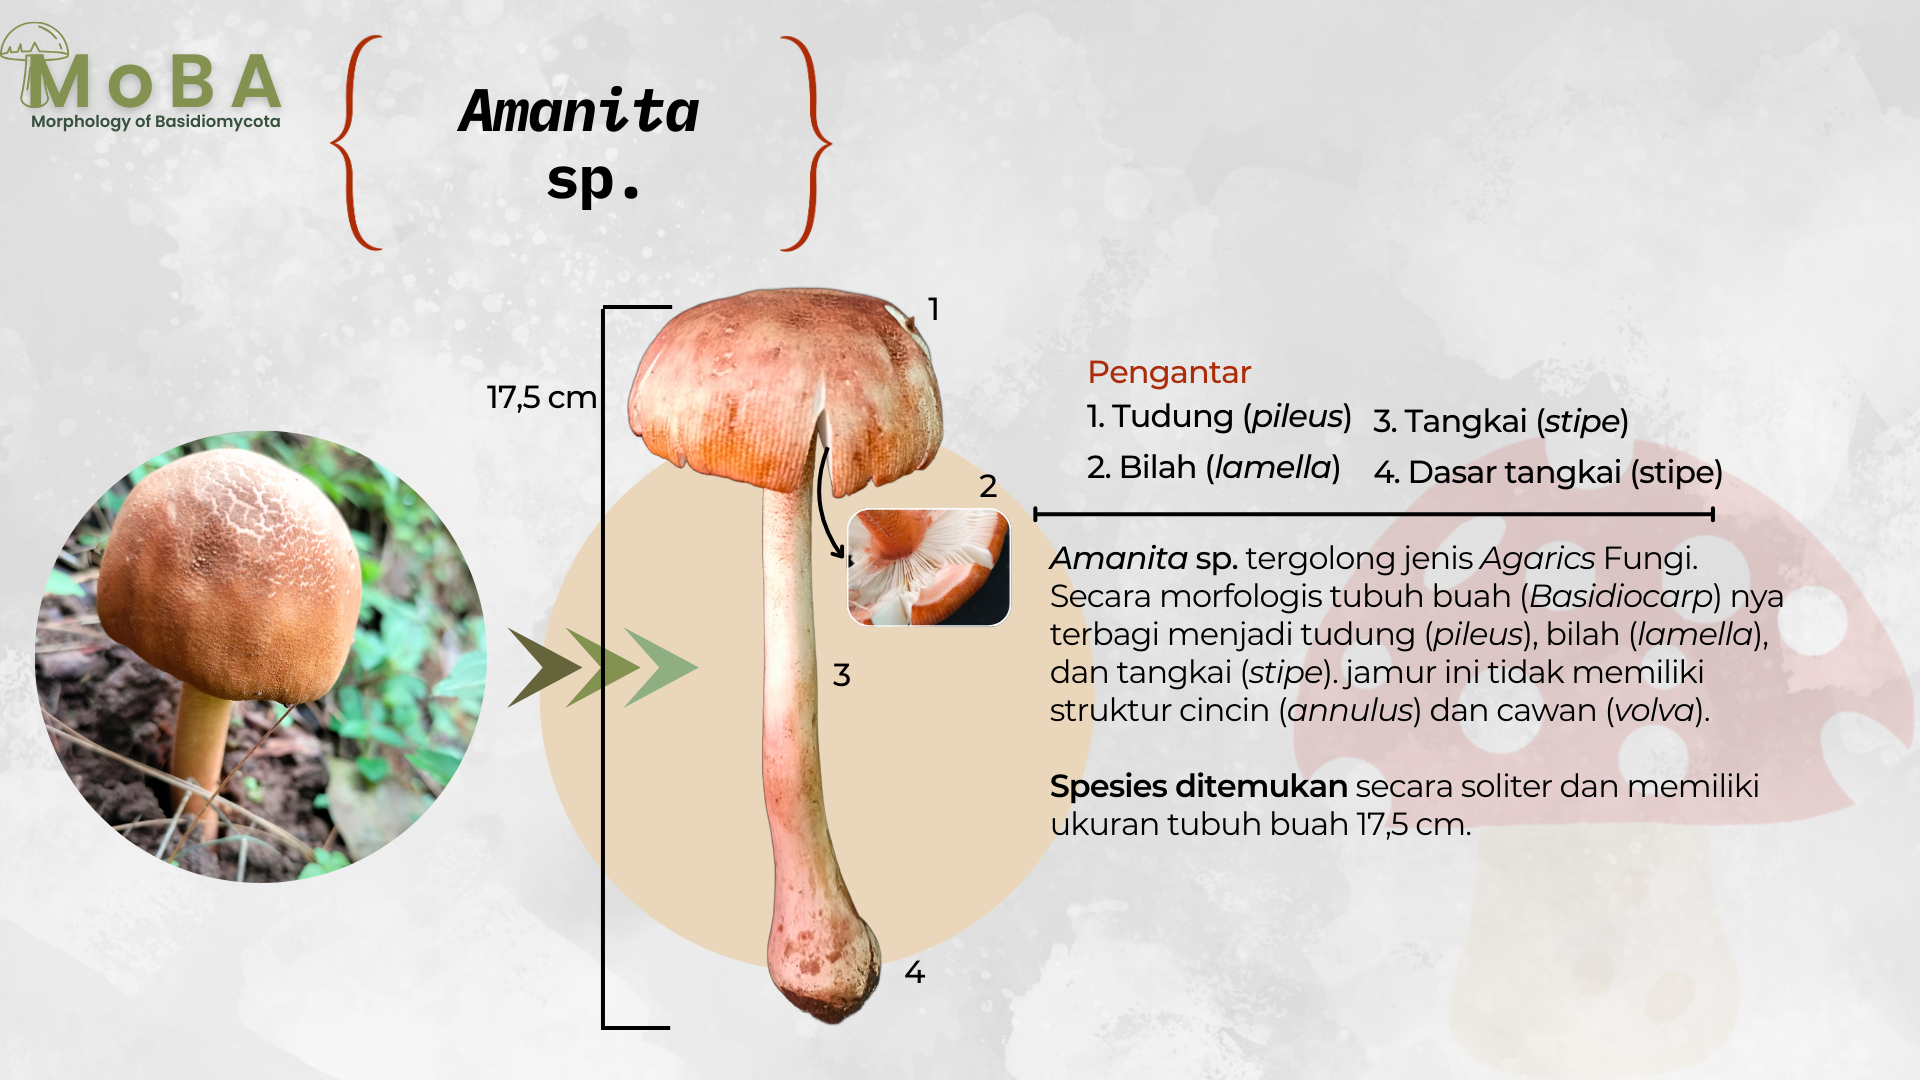 MoBA
Morphology of Basidiomycota
Amanita
sp.
1
17,5 cm
2
3
4
Pengantar
1. Tudung (pileus) 3. Tangkai (stipe)
2. Bilah (lamella) 4. Dasar tangkai (stipe)
Amanita sp. tergolong jenis Agarics Fungi.
Secara morfologis tubuh buah (Basidiocarp) nya
terbagi menjadi tudung (pileus), bilah (lamella),
dan tangkai (stipe). jamur ini tidak memiliki
struktur cincin (annulus) dan cawan (volva).
Spesies ditemukan secara soliter dan memiliki
ukuran tubuh buah 17,5 cm.